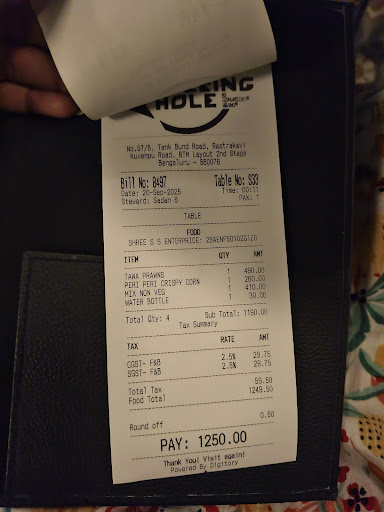 HOLE
No.57/5, Tank Bund Road, Rastrakavi
Kuvempu Road, BTM Layout 2nd Stage
Bengaluru - 560076
Bill No: 8497 Table No: S33
Date: 20-Sep-2025 Time: 00:11
Steward: Sadan S PAX: 1
TABLE
FOOD
SHREE S S ENTERPRICE:
ITEM QTY AMT
TAWA PRAWNS 1 480.00
PERI PERI CRISPY CORN 1 260.00
MIX NON VEG 1 410.00
WATER BOTTLE 1 30.00
Total Qty: 4 Sub Total: 1190.00
Tax Summary
TAX RATE AMT
CGST- F&B 2.5% 29.75
SGST- F&B 2.5% 29.75
Total Tax 59.50
Food Total 1249.50
Round off 0.50
PAY: 1250.00
Thank You! Visit again!
Powered By Digitory